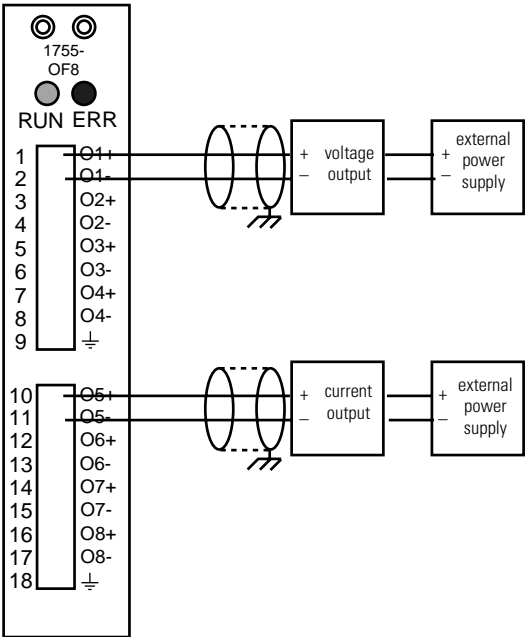 1755-
OF8
RUN ERR
1 O1+
2 O1-
3 O2+
4 O2-
5 O3+
6 O3-
7 O4+
8 O4-
9
+ voltage
– output
+ external
power
– supply
10 O5+
11 O5-
12 O6+
13 O6-
14 O7+
15 O7-
16 O8+
17 O8-
18
+ current
– output
+ external
power
– supply